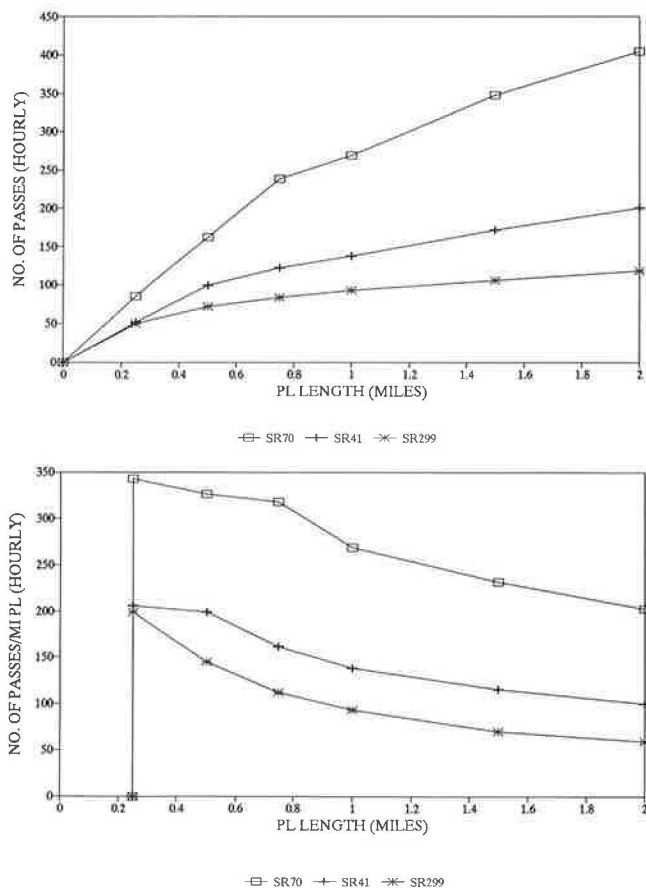 450
400
350
300
250
200
150
100
50
0
NO. OF PASSES (HOURLY)
0 0.2 0.4 0.6 0.8 1 1.2 1.4 1.6 1.8 2
PL LENGTH (MILES)
SR70 SR41 SR299
350
300
250
200
150
100
50
0
NO. OF PASSES/MI PL (HOURLY)
0 0.2 0.4 0.6 0.8 1 1.2 1.4 1.6 1.8 2
PL LENGTH (MILES)
SR70 SR41 SR299